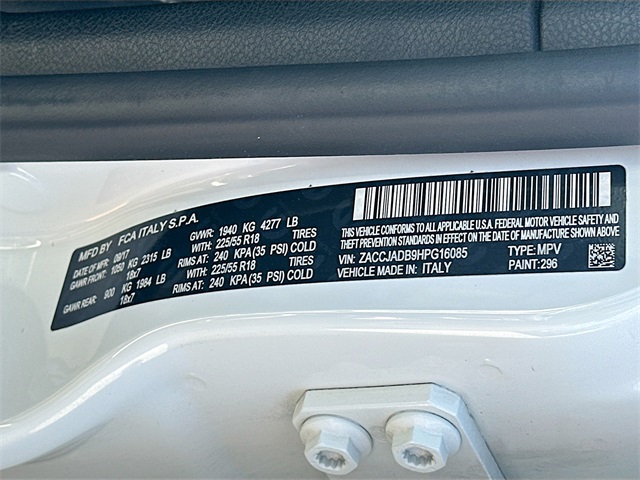 MFD BY FCA ITALY S.P.A.
DATE OF MFR: 09/17 GVWR: 1940 KG 4277 LB
GAWR FRONT: 1050 KG 2315 LB WITH: 225/55 R18 TIRES
18x7 RIMS AT: 240 KPA(35 PSI) COLD
GAWR REAR: 900 KG 1984 LB WITH: 225/55 R18 TIRES
18x7 RIMS AT: 240 KPA(35 PSI) COLD
THIS VEHICLE CONFORMS TO ALL APPLICABLE U.S.A. FEDERAL MOTOR VEHICLE SAFETY AND
THEFT PREVENTION STANDARDS IN EFFECT ON THE DATE OF MANUFACTURE SHOWN ABOVE.
VIN: ZACCJADB9HPG16085 TYPE: MPV
VEHICLE MADE IN: ITALY PAINT:296